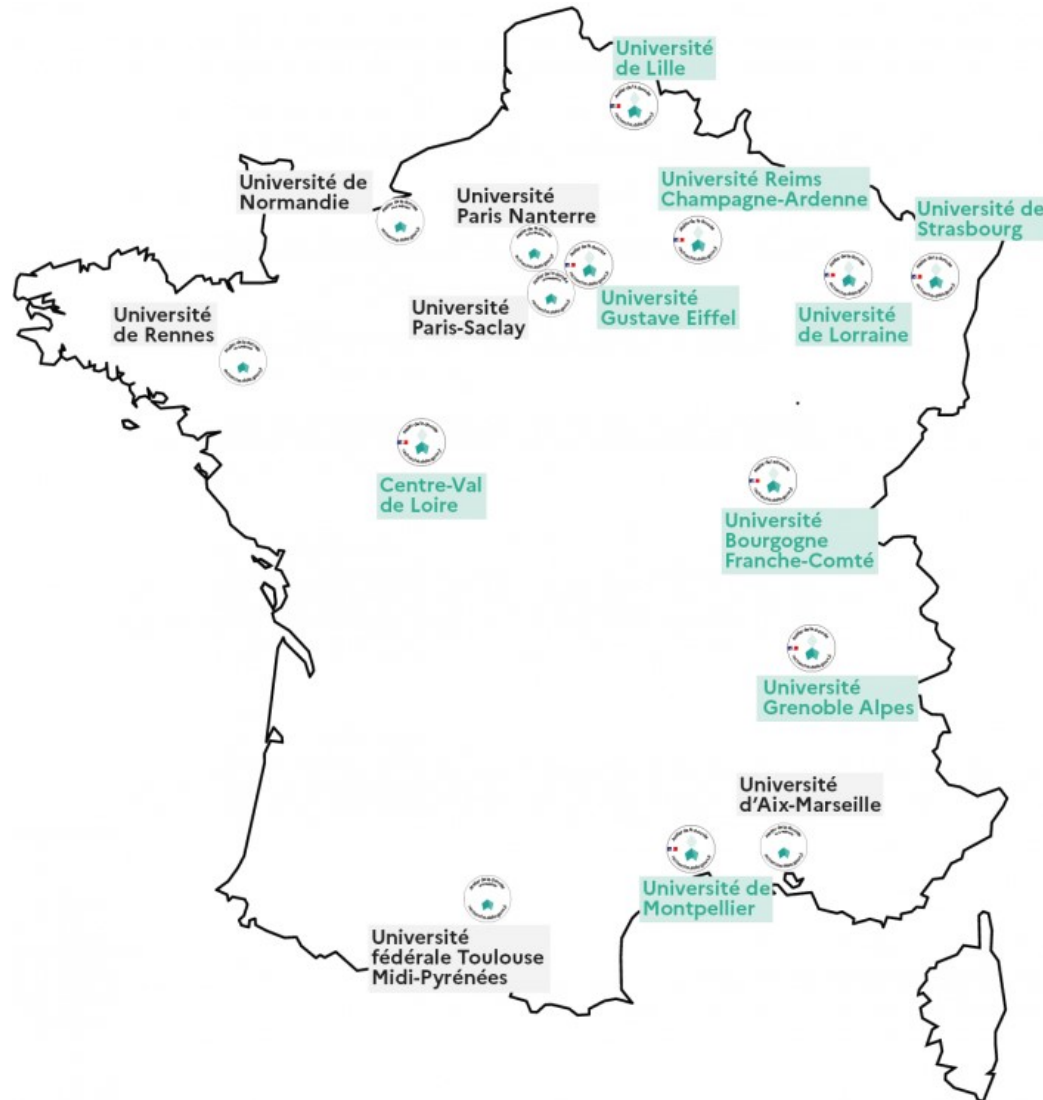 Université
de Lille
Université de
Normandie
Université
Paris Nanterre
Université Reims
Champagne-Ardenne
Université de
Strasbourg
Université
de Rennes
Université
Paris-Saclay
Université
Gustave Eiffel
Université
de Lorraine
Centre-Val
de Loire
Université
Bourgogne
Franche-Comté
Université
Grenoble Alpes
Université
d'Aix-Marseille
Université de
Montpellier
Université
fédérale Toulouse
Midi-Pyrénées